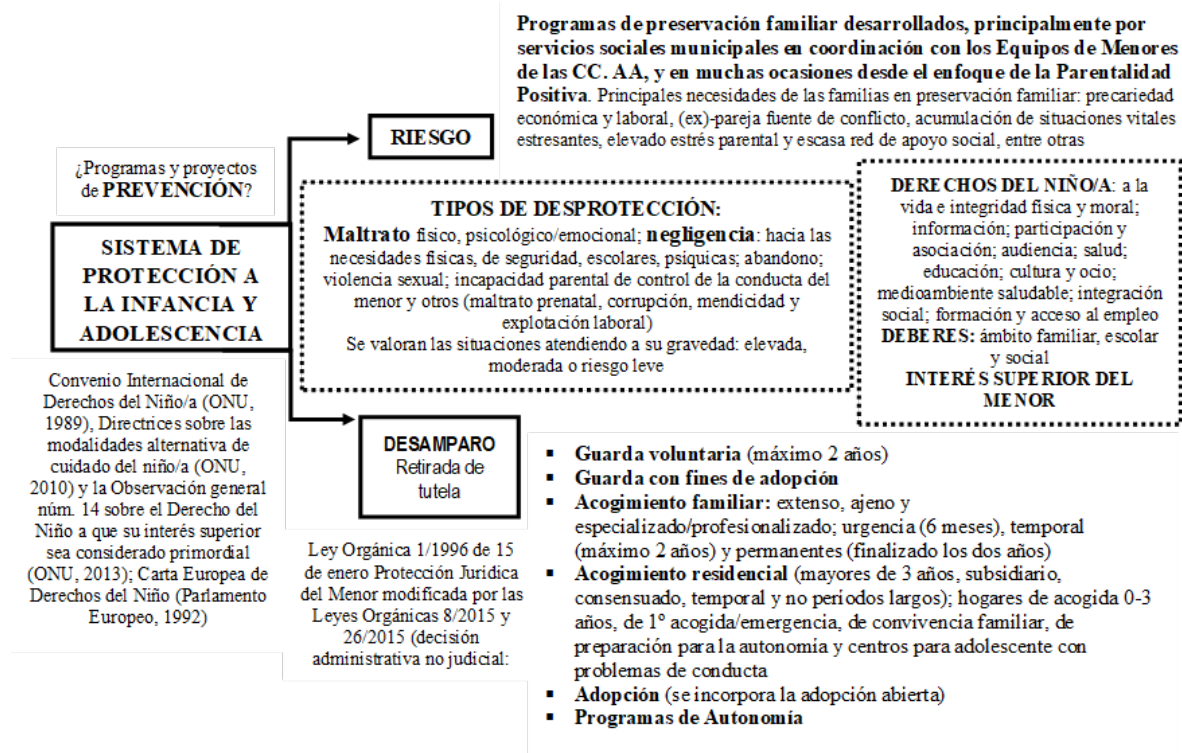 Programas de preservación familiar desarrollados, principalmente por
servicios sociales municipales en coordinación con los Equipos de Menores
de las CC. AA, y en muchas ocasiones desde el enfoque de la Parentalidad
Positiva. Principales necesidades de las familias en preservación familiar: precariedad
económica y laboral, (ex)-pareja fuente de conflicto, acumulación de situaciones vitales
estresantes, elevado estrés parental y escasa red de apoyo social, entre otras
RIESGO
¿Programas y proyectos
de PREVENCIÓN?
SISTEMA DE
PROTECCIÓN A
LA INFANCIA Y
ADOLESCENCIA
TIPOS DE DESPROTECCIÓN:
Maltrato físico, psicológico/emocional; negligencia: hacia las
necesidades físicas, de seguridad, escolares, psiquicas; abandono;
violencia sexual; incapacidad parental de control de la conducta del
menor y otros (maltrato prenatal, corrupción, mendicidad y
explotación laboral)
Se valoran las situaciones atendiendo a su gravedad: elevada,
moderada o riesgo leve
DERECHOS DEL NIÑO/A: a la
vida e integridad física y moral;
información; participación y
asociación; audiencia; salud;
educación; cultura y ocio;
medioambiente saludable; integración
social; formación y acceso al empleo
DEBERES: ámbito familiar, escolar
y social
INTERÉS SUPERIOR DEL
MENOR
Convenio Internacional de
Derechos del Niño/a (ONU,
1989), Directrices sobre las
modalidades alternativa de
cuidado del niño/a (ONU,
2010) y la Observación general
núm. 14 sobre el Derecho del
Niño a que su interés superior
sea considerado primordial
(ONU, 2013); Carta Europea de
Derechos del Niño (Parlamento
Europeo, 1992)
DESAMPARO
Retirada de
tutela
Ley Orgánica 1/1996 de 15
de enero Protección Jurídica
del Menor modificada por las
Leyes Orgánicas 8/2015 y
26/2015 (decisión
administrativa no judicial:
▪ Guarda voluntaria (máximo 2 años)
▪ Guarda con fines de adopción
▪ Acogimiento familiar: extenso, ajeno y
especializado/profesionalizado; urgencia (6 meses), temporal
(máximo 2 años) y permanentes (finalizado los dos años)
▪ Acogimiento residencial (mayores de 3 años, subsidiario,
consensuado, temporal y no períodos largos); hogares de acogida 0-3
años, de 1º acogida/emergencia, de convivencia familiar, de
preparación para la autonomía y centros para adolescente con
problemas de conducta
▪ Adopción (se incorpora la adopción abierta)
▪ Programas de Autonomía